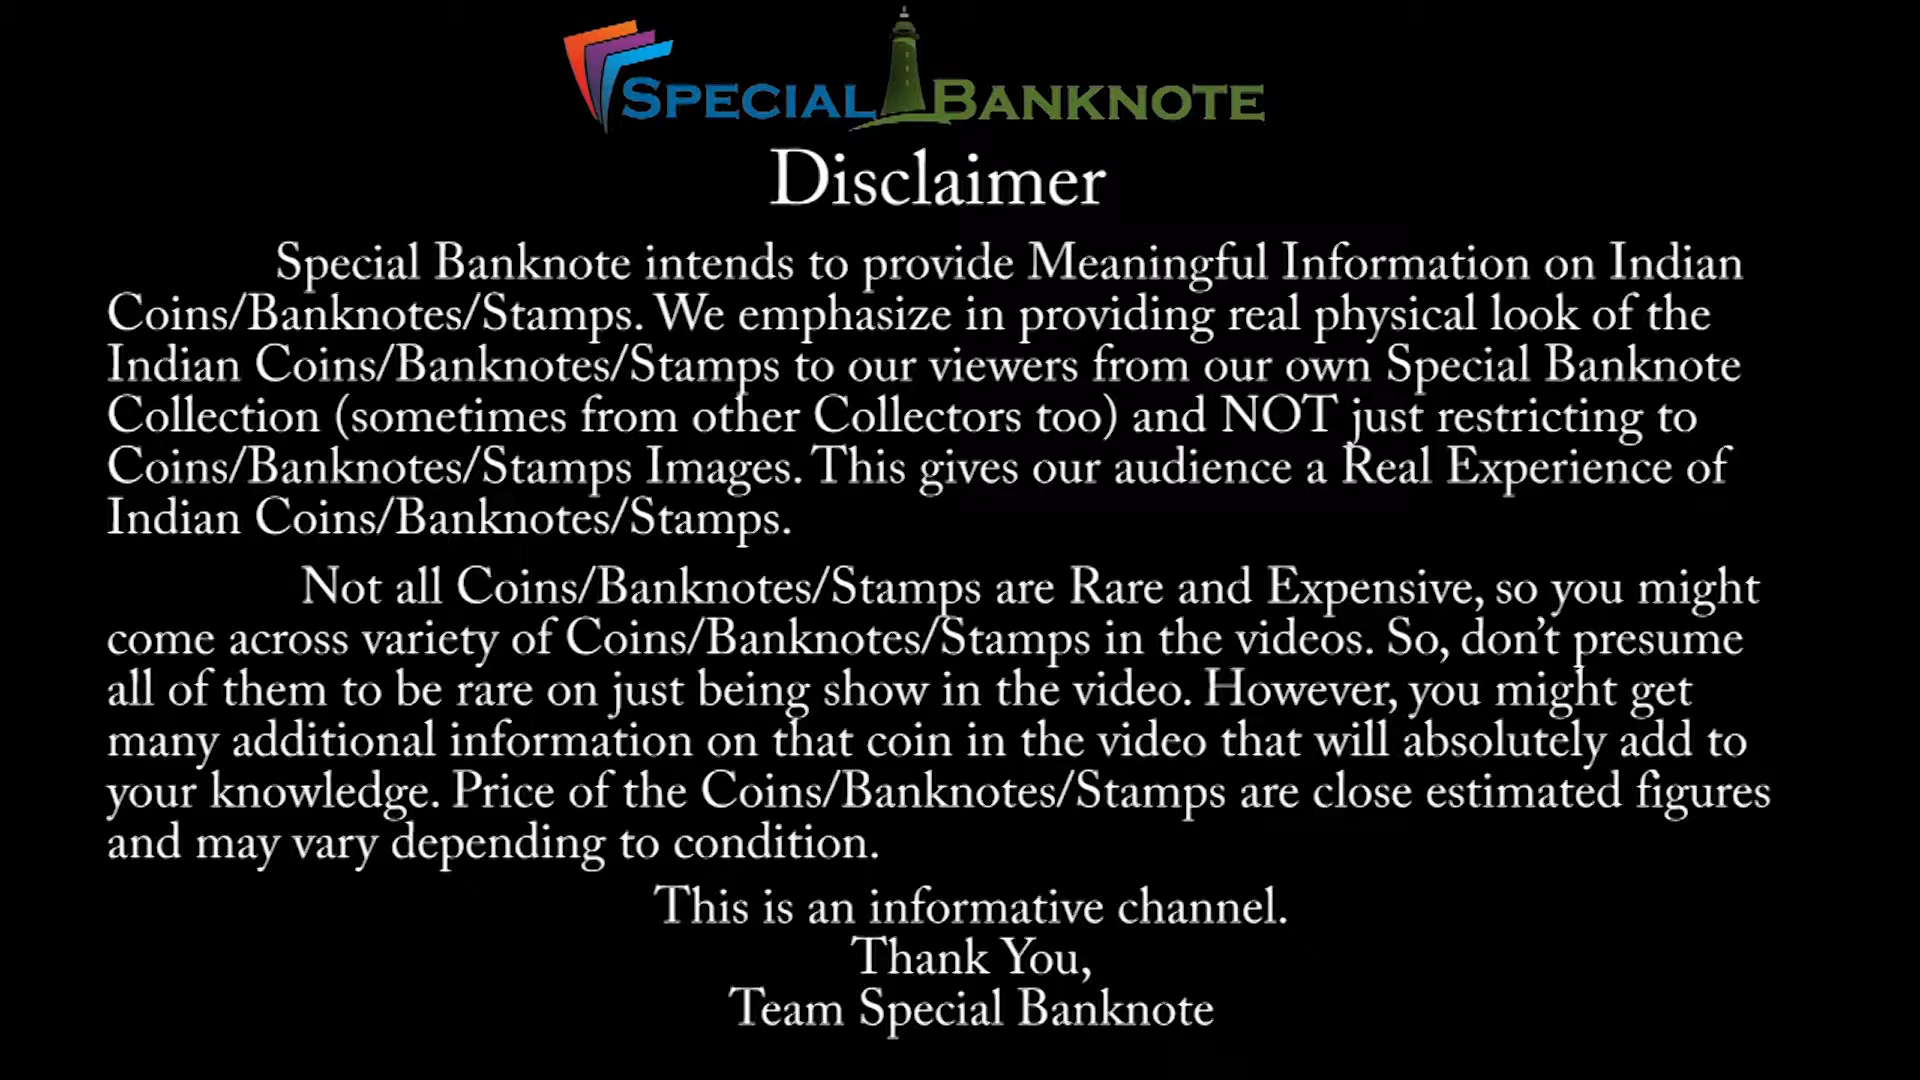 SPECIAL BANKNOTE
Disclaimer
Special Banknote intends to provide Meaningful Information on Indian
Coins/Banknotes/Stamps. We emphasize in providing real physical look of the
Indian Coins/Banknotes/Stamps to our viewers from our own Special Banknote
Collection (sometimes from other Collectors too) and NOT just restricting to
Coins/Banknotes/Stamps Images. This gives our audience a Real Experience of
Indian Coins/Banknotes/Stamps.
Not all Coins/Banknotes/Stamps are Rare and Expensive, so you might
come across variety of Coins/Banknotes/Stamps in the videos. So, don't presume
all of them to be rare on just being show in the video. However, you might get
many additional information on that coin in the video that will absolutely add to
your knowledge. Price of the Coins/Banknotes/Stamps are close estimated figures
and may vary depending to condition.
This is an informative channel.
Thank You,
Team Special Banknote